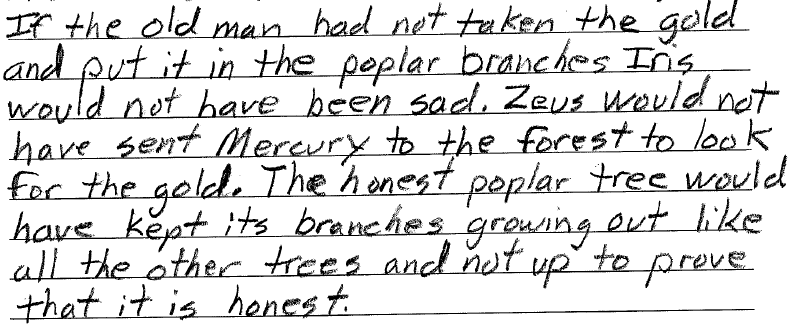 If the old man had not taken the gold
and put it in the poplar branches Iris
would not have been sad. Zeus would not
have sent Mercury to the forest to look
for the gold. The honest poplar tree would
have kept its branches growing out like
all the other trees and not up to prove
that it is honest.